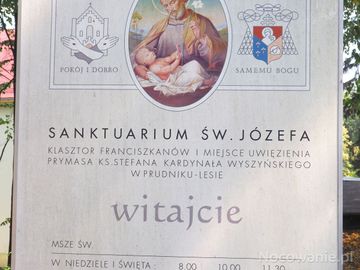 POKÓJ I DOBRO
SAMEMU BOGU
SANKTUARIUM ŚW. JÓZEFA
KLASZTOR FRANCISZKANÓW I MIEJSCE UWIĘZIENIA
PRYMASA KS. STEFANA KARDYNAŁA WYSZYŃSKIEGO
W PRUDNIKU-LESIE
witajcie
MSZE ŚW.
W NIEDZIELE I ŚWIĘTA : 8.00 10.00 11.30
Nocowanie.pl